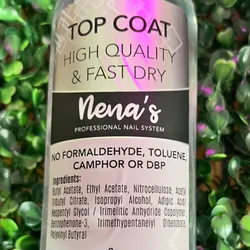 TOP COAT
HIGH QUALITY
& FAST DRY
Nena's
PROFESSIONAL NAIL SYSTEM
NO FORMALDEHYDE, TOLUENE,
CAMPHOR OR DBP
Ingredients:
Butyl Acetate, Ethyl Acetate, Nitrocellulose, Acetyl
Tributyl Citrate, Isopropyl Alcohol, Adipic Acid/
Neopentyl Glycol / Trimellitic Anhydride Copolymer,
Benzophenone-3, Trimethylpentaneiyl Dibenzoate,
Polyvinyl Butyral